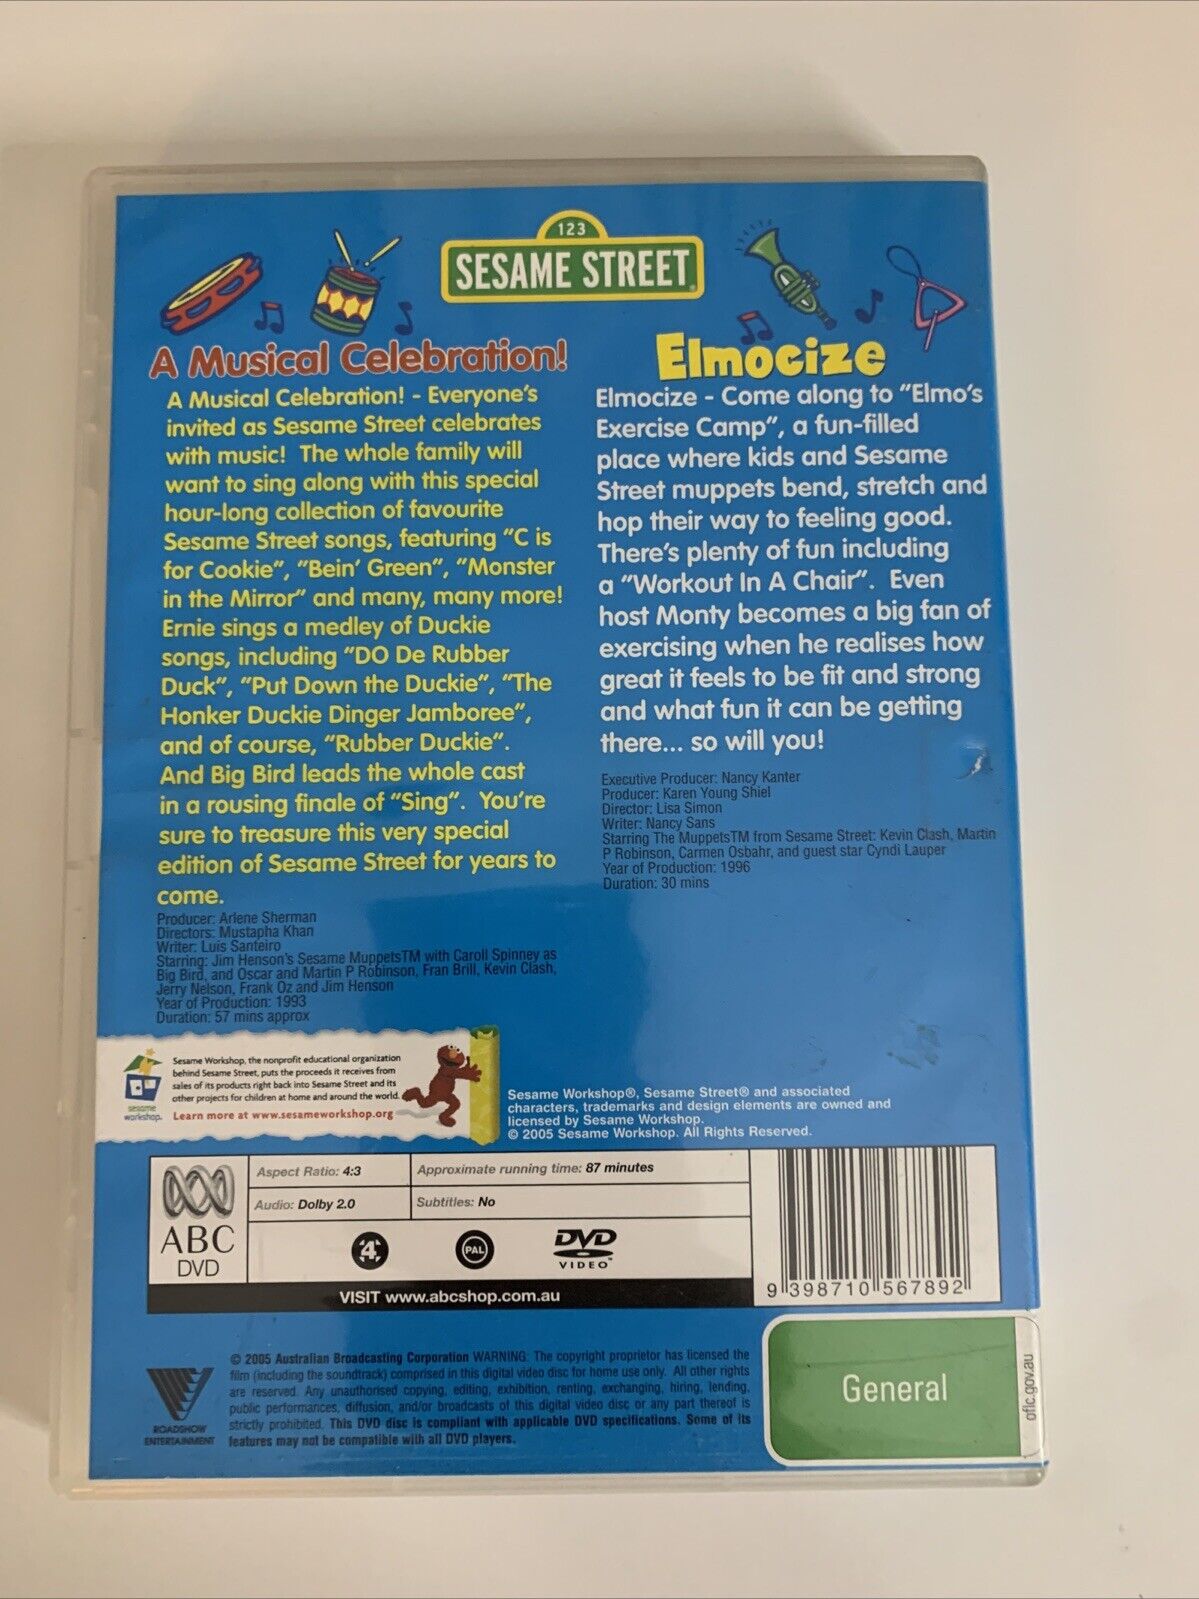 123
SESAME STREET
A Musical Celebration!
A Musical Celebration! - Everyone's
invited as Sesame Street celebrates
with music! The whole family will
want to sing along with this special
hour-long collection of favourite
Sesame Street songs, featuring "C is
for Cookie", "Bein' Green", "Monster
in the Mirror" and many, many more!
Ernie sings a medley of Duckie
songs, including "DO De Rubber
Duck", "Put Down the Duckie", "The
Honker Duckie Dinger Jamboree",
and of course, "Rubber Duckie".
And Big Bird leads the whole cast
in a rousing finale of "Sing". You're
sure to treasure this very special
edition of Sesame Street for years to
come.
Producer: Arlene Sherman
Directors: Mustapha Khan
Writer: Luis Santeiro
Starring: Jim Henson's Sesame MuppetsTM with Caroll Spinney as
Big Bird, and Oscar and Martin P Robinson, Fran Brill, Kevin Clash,
Jerry Nelson, Frank Oz and Jim Henson
Year of Production: 1993
Duration: 57 mins approx
Elmocize
Elmocize - Come along to "Elmo's
Exercise Camp", a fun-filled
place where kids and Sesame
Street muppets bend, stretch and
hop their way to feeling good.
There's plenty of fun including
a "Workout In A Chair". Even
host Monty becomes a big fan of
exercising when he realises how
great it feels to be fit and strong
and what fun it can be getting
there... so will you!
Executive Producer: Nancy Kanter
Producer: Karen Young Shiel
Director: Lisa Simon
Writer: Nancy Sans
Starring The MuppetsTM from Sesame Street: Kevin Clash, Martin
P Robinson, Carmen Osbahr, and guest star Cyndi Lauper
Year of Production: 1996
Duration: 30 mins
sesame
workshop.
Sesame Workshop, the nonprofit educational organization
behind Sesame Street, puts the proceeds it receives from
sales of its products right back into Sesame Street and its
other projects for children at home and around the world.
Learn more at www.sesameworkshop.org
Sesame Workshop®, Sesame Street® and associated
characters, trademarks and design elements are owned and
licensed by Sesame Workshop.
© 2005 Sesame Workshop. All Rights Reserved.
ABC
DVD
Aspect Ratio: 4:3
Approximate running time: 87 minutes
Audio: Dolby 2.0
Subtitles: No
4
PAL
DVD
VIDEO™
VISIT www.abcshop.com.au
9 398710 567892
ROADSHOW
ENTERTAINMENT
© 2005 Australian Broadcasting Corporation WARNING: The copyright proprietor has licensed the
film (including the soundtrack) comprised in this digital video disc for home use only. All other rights
are reserved. Any unauthorised copying, editing, exhibition, renting, exchanging, hiring, lending,
public performances, diffusion, and/or broadcasts of this digital video disc or any part thereof is
strictly prohibited. This DVD disc is compliant with applicable DVD specifications. Some of its
features may not be compatible with all DVD players.
General
oflc.gov.au